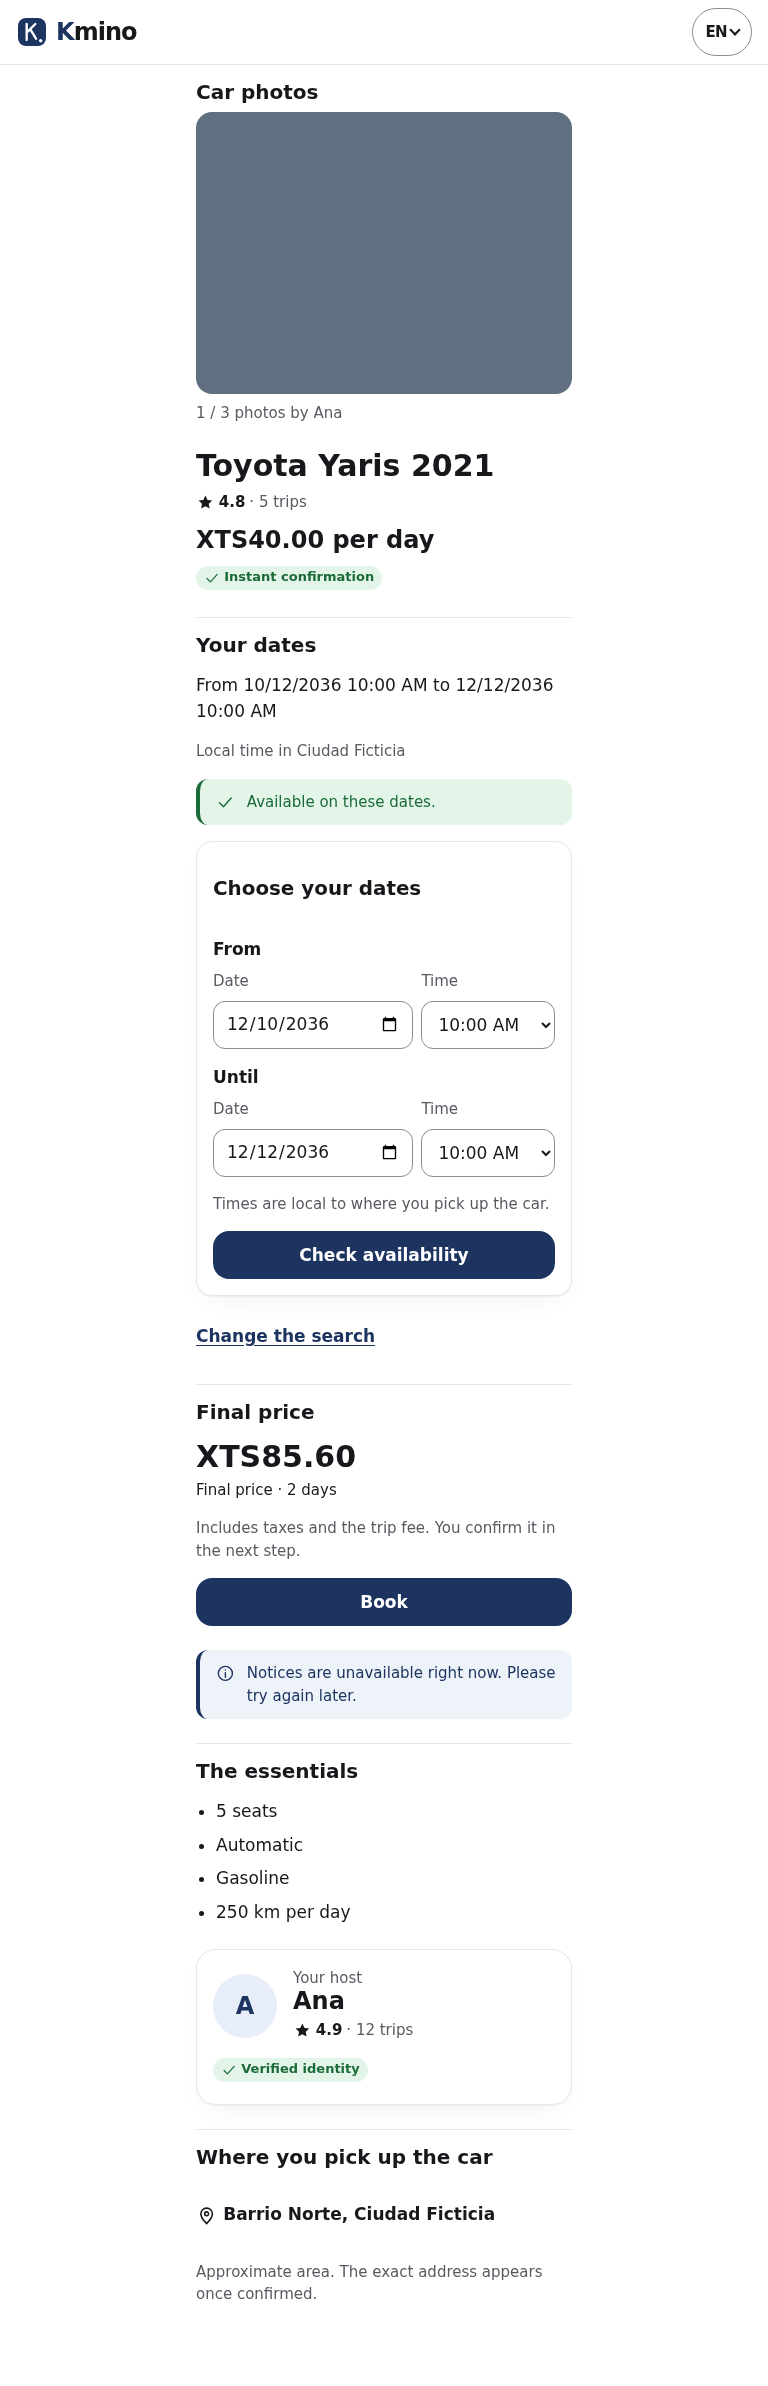 K. Kmino
EN
Car photos
1 / 3 photos by Ana
Toyota Yaris 2021
★ 4.8 · 5 trips
XTS40.00 per day
Instant confirmation
Your dates
From 10/12/2036 10:00 AM to 12/12/2036
10:00 AM
Local time in Ciudad Ficticia
Available on these dates.
Choose your dates
From
Date Time
12/10/2036 10:00 AM
Until
Date Time
12/12/2036 10:00 AM
Times are local to where you pick up the car.
Check availability
Change the search
Final price
XTS85.60
Final price · 2 days
Includes taxes and the trip fee. You confirm it in
the next step.
Book
Notices are unavailable right now. Please
try again later.
The essentials
• 5 seats
• Automatic
• Gasoline
• 250 km per day
A
Your host
Ana
★ 4.9 · 12 trips
Verified identity
Where you pick up the car
Barrio Norte, Ciudad Ficticia
Approximate area. The exact address appears
once confirmed.